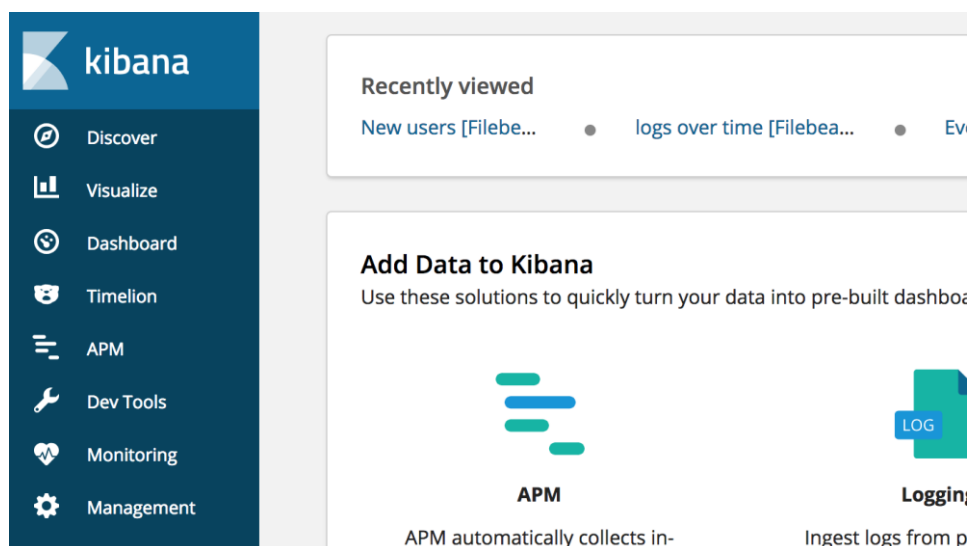 kibana
Discover
Visualize
Dashboard
Timelion
APM
Dev Tools
Monitoring
Management
Recently viewed
New users [Filebe... ● logs over time [Filebea... ●
Add Data to Kibana
Use these solutions to quickly turn your data into pre-built
LOG
APM
APM automatically collects in-
Ingest logs from